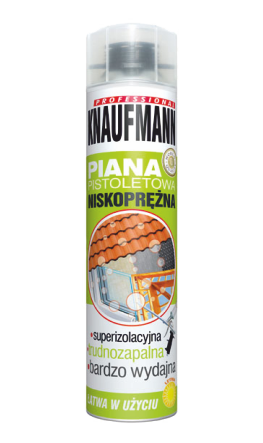 PROFESSIONAL
KNAUFMANN
PIANA
PISTOLETOWA
NISKOPRĘŻNA
•superizolacyjna
•trudnozapalna
•bardzo wydajna
ŁATWA W UŻYCIU